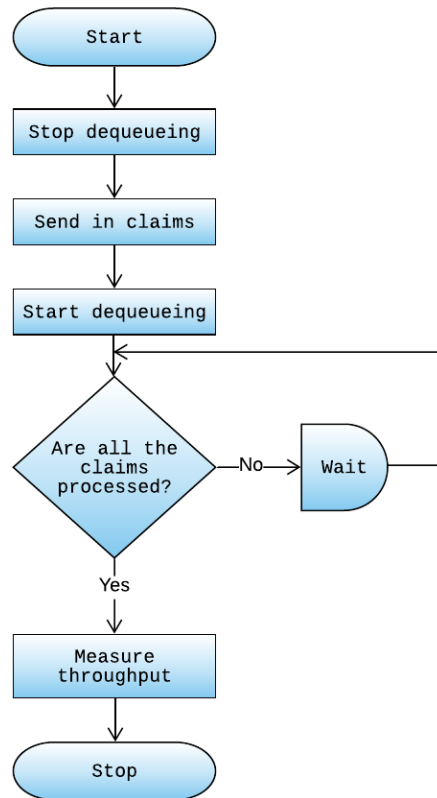 Start
Stop dequeueing
Send in claims
Start dequeueing
Are all the
claims
processed?
No
Wait
Yes
Measure
throughput
Stop